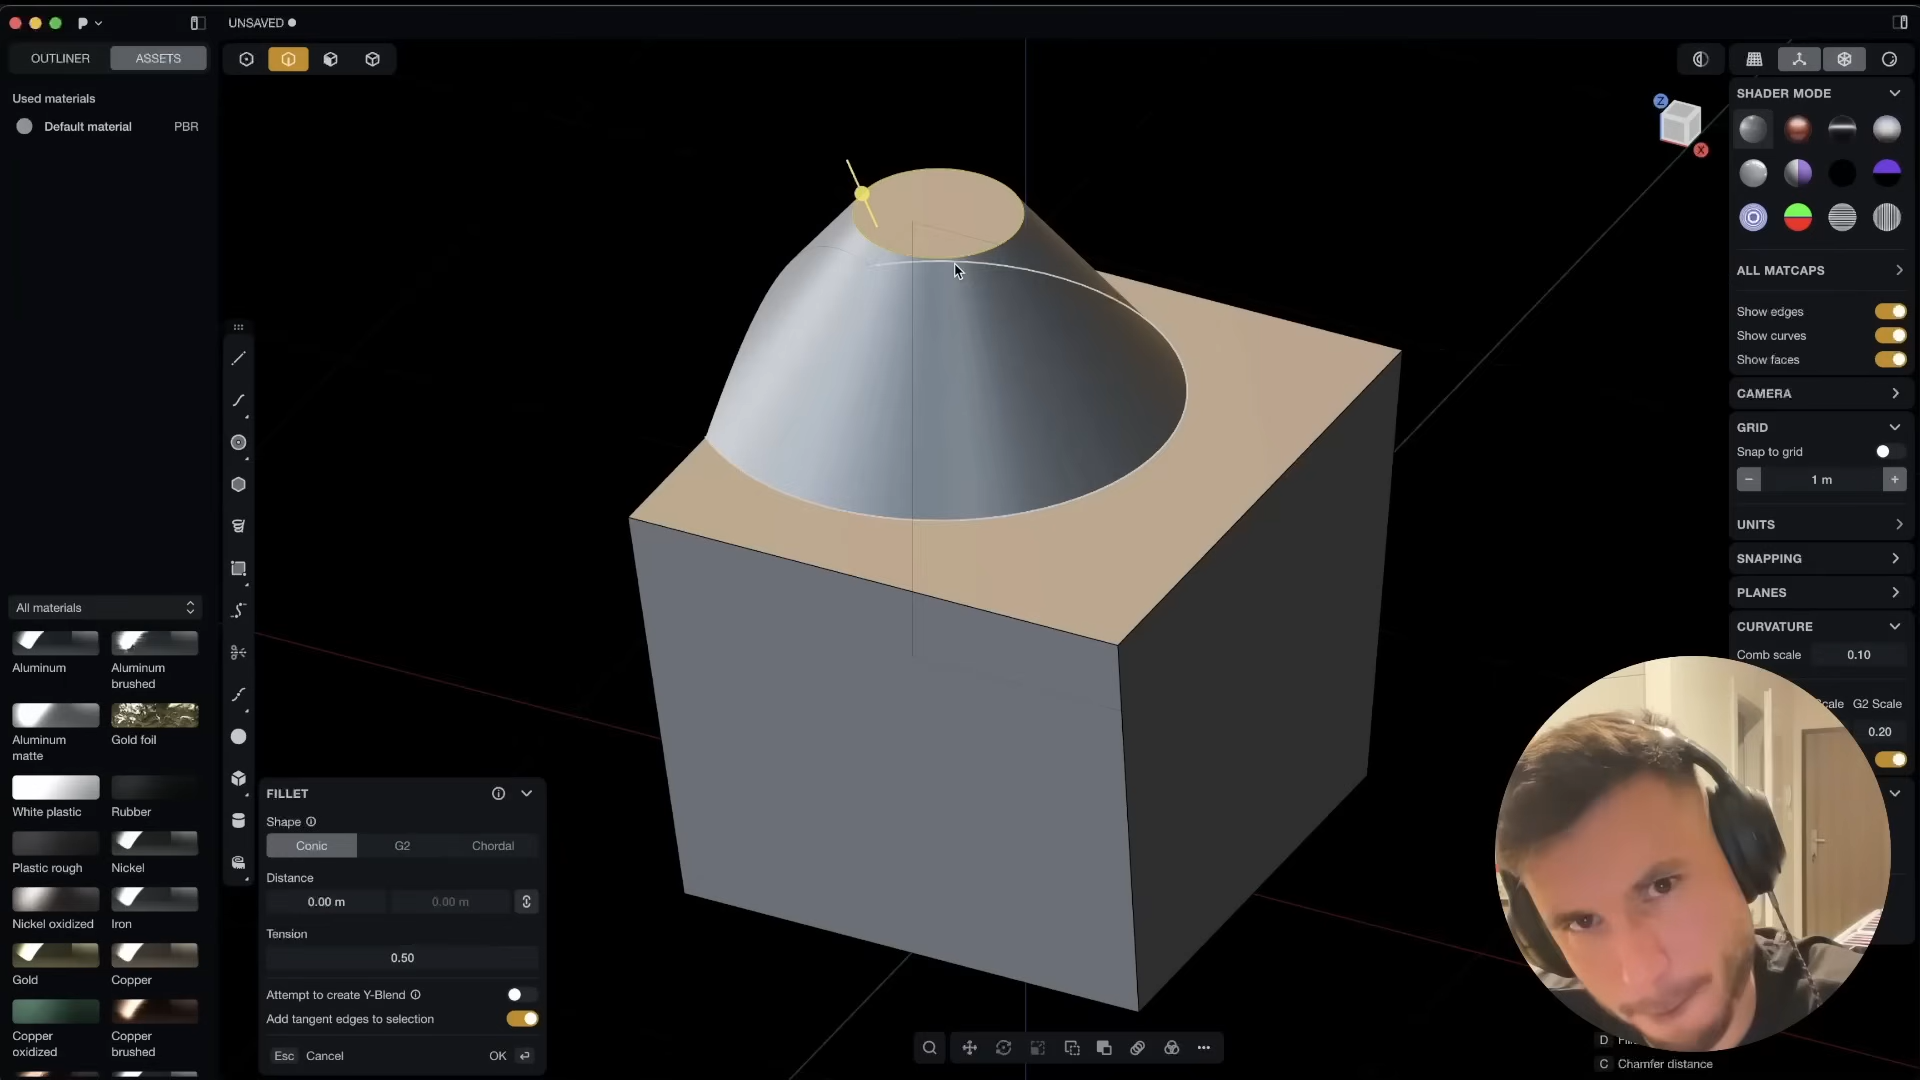 UNSAVED
OUTLINER
ASSETS
Used materials
Default material PBR
All materials
Aluminum
Aluminum
brushed
Aluminum
matte
Gold foil
White plastic
Rubber
Plastic rough
Nickel
Nickel oxidized
Iron
Gold
Copper
Copper
oxidized
Copper
brushed
FILLET
Shape
Conic
G2
Chordal
Distance
0.00 m
0.00 m
Tension
0.50
Attempt to create Y-Blend
Add tangent edges to selection
Esc Cancel
OK
Z
X
SHADER MODE
ALL MATCAPS
Show edges
Show curves
Show faces
CAMERA
GRID
Snap to grid
− 1 m +
UNITS
SNAPPING
PLANES
CURVATURE
Comb scale 0.10
G2 Scale
0.20
D
C Chamfer distance